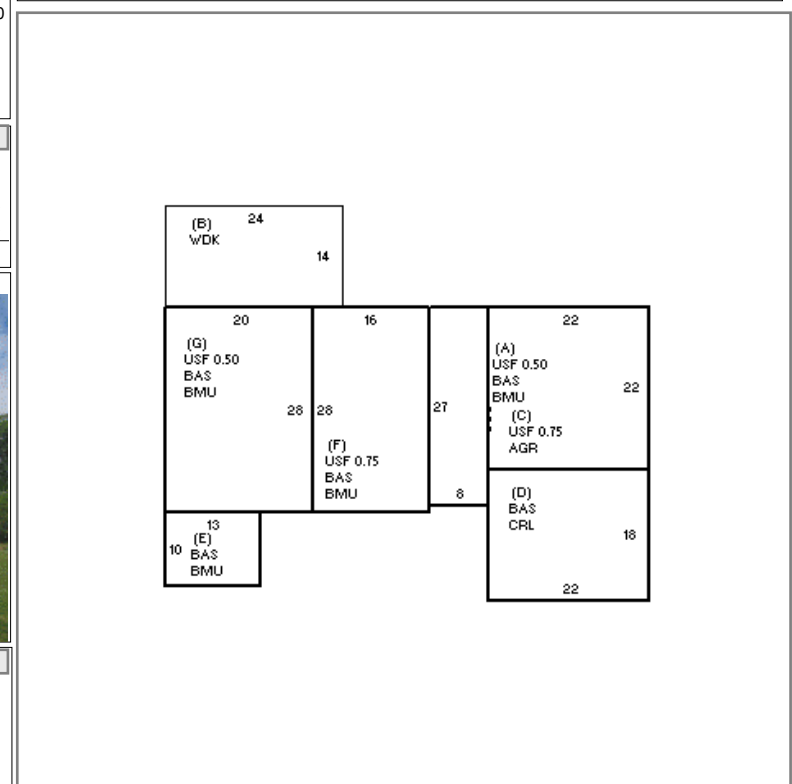 (B)
WDK
24
14
20
(G)
USF 0.50
BAS
BMU
28
16
28
(F)
USF 0.75
BAS
BMU
27
8
22
(A)
USF 0.50
BAS
BMU
22
(C)
USF 0.75
AGR
(D)
BAS
CRL
18
22
13
(E)
10
BAS
BMU